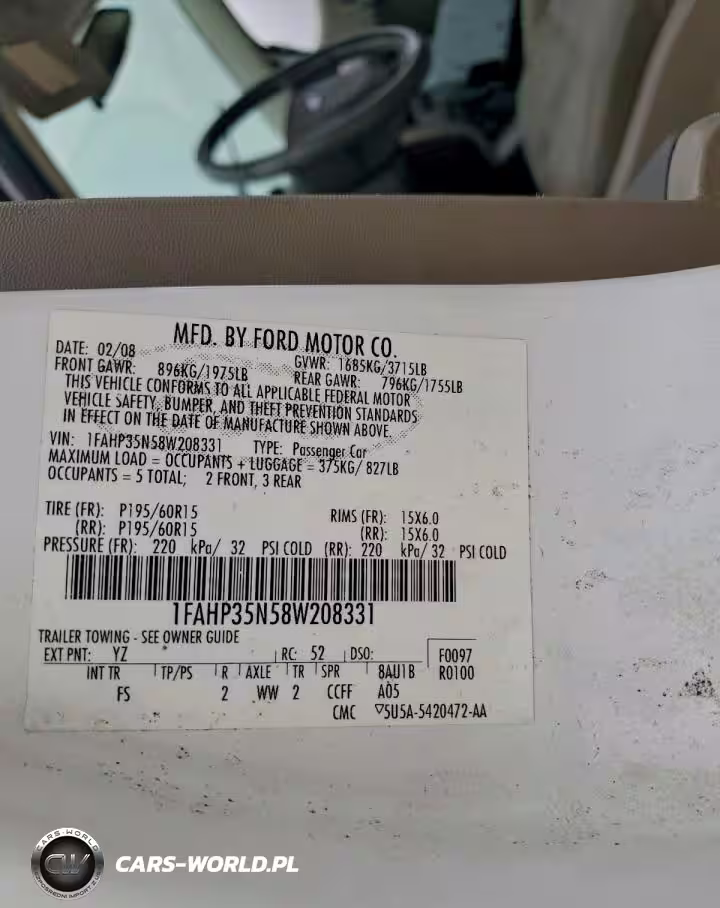 MFD. BY FORD MOTOR CO.
DATE: 02/08 GVWR: 1685KG/3715LB
FRONT GAWR: 896KG/1975LB REAR GAWR: 796KG/1755LB
THIS VEHICLE CONFORMS TO ALL APPLICABLE FEDERAL MOTOR
VEHICLE SAFETY, BUMPER, AND THEFT PREVENTION STANDARDS
IN EFFECT ON THE DATE OF MANUFACTURE SHOWN ABOVE.
VIN: 1FAHP35N58W208331 TYPE: Passenger Car
MAXIMUM LOAD = OCCUPANTS + LUGGAGE = 375KG/ 827LB
OCCUPANTS = 5 TOTAL; 2 FRONT, 3 REAR
TIRE (FR): P195/60R15 RIMS (FR): 15X6.0
(RR): P195/60R15 (RR): 15X6.0
PRESSURE (FR): 220 kPa/ 32 PSI COLD (RR): 220 kPa/ 32 PSI COLD
1FAHP35N58W208331
TRAILER TOWING - SEE OWNER GUIDE
EXT PNT: YZ RC: 52 DSO: F0097
INT TR TP/PS R AXLE TR SPR 8AU1B R0100
FS 2 WW 2 CCFF A05
CMC ▽5U5A-5420472-AA
CARS-WORLD
CW
CARS-WORLD.PL